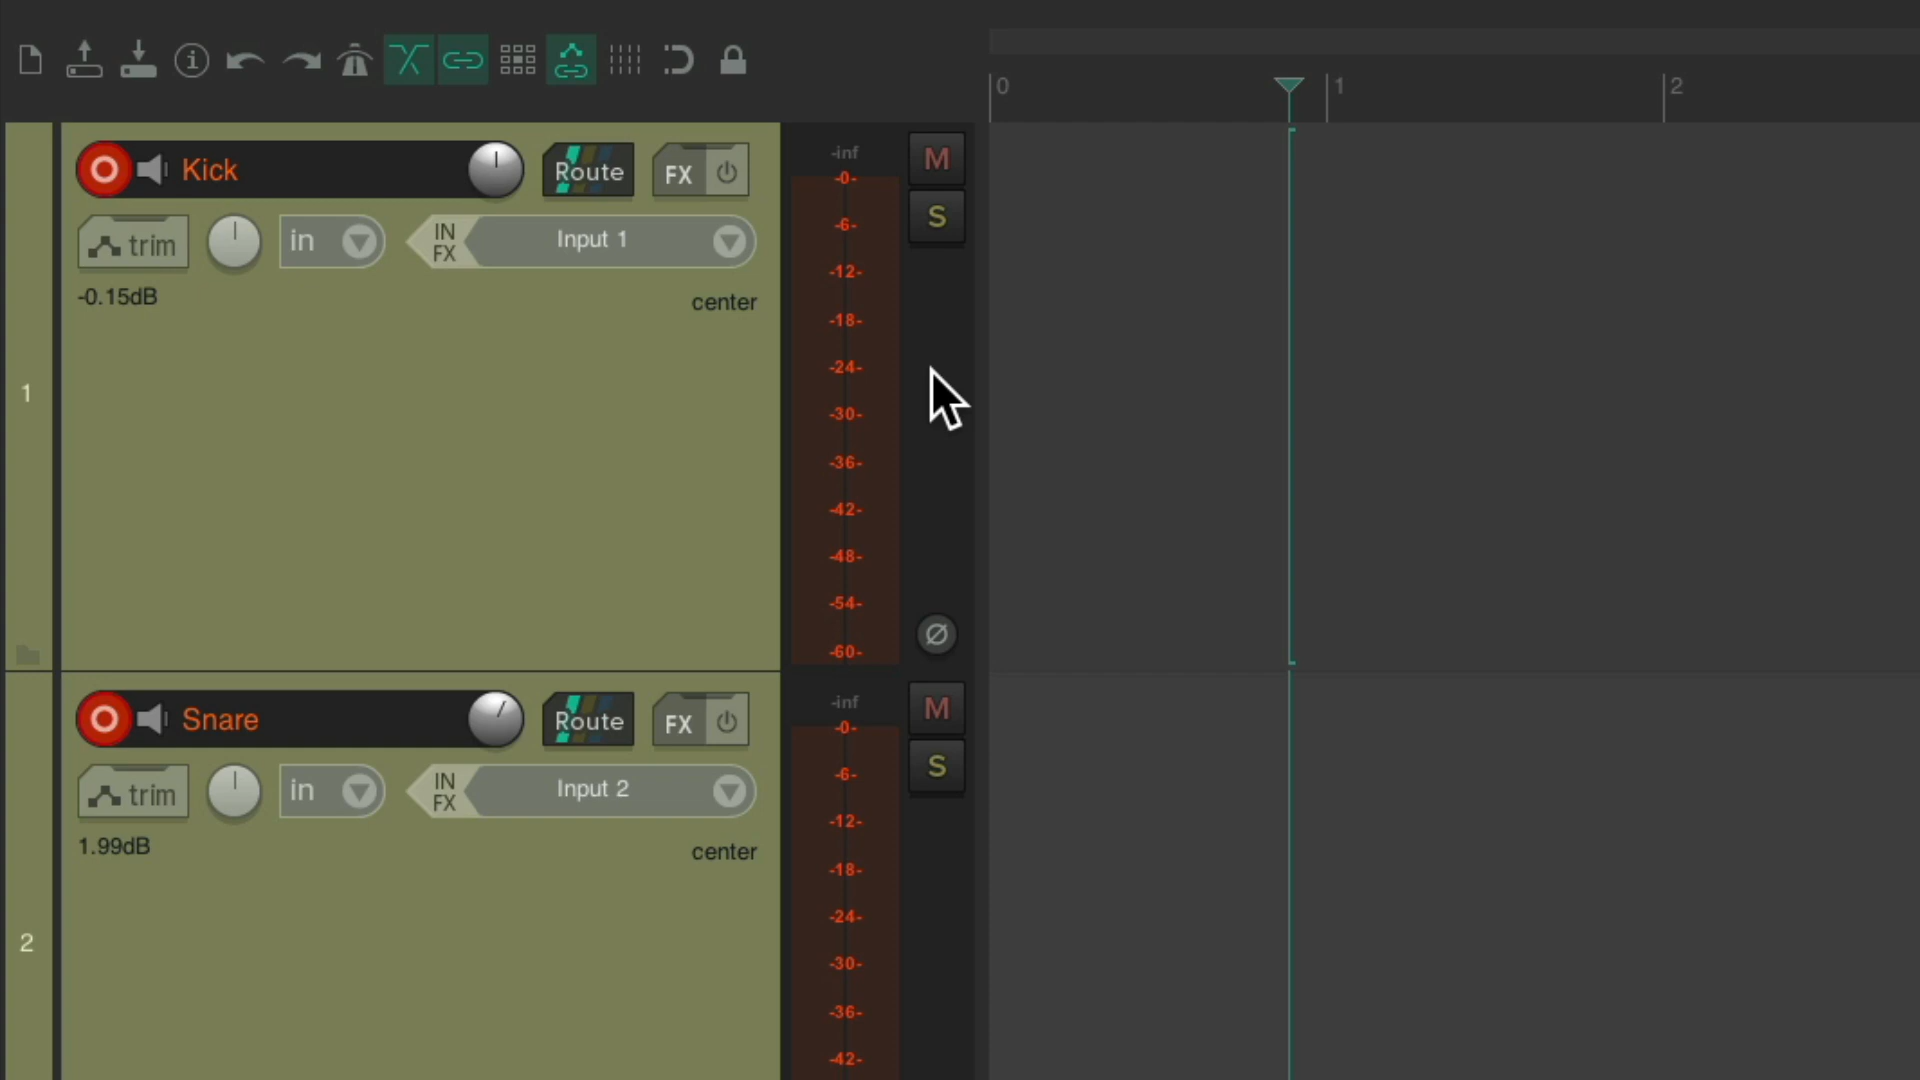 0
1
2
Kick
Route
FX
trim
in
IN
FX
Input 1
-0.15dB
center
1
-inf
-0-
-6-
-12-
-18-
-24-
-30-
-36-
-42-
-48-
-54-
-60-
M
S
Snare
Route
FX
trim
in
IN
FX
Input 2
1.99dB
center
2
-inf
-0-
-6-
-12-
-18-
-24-
-30-
-36-
-42-
M
S